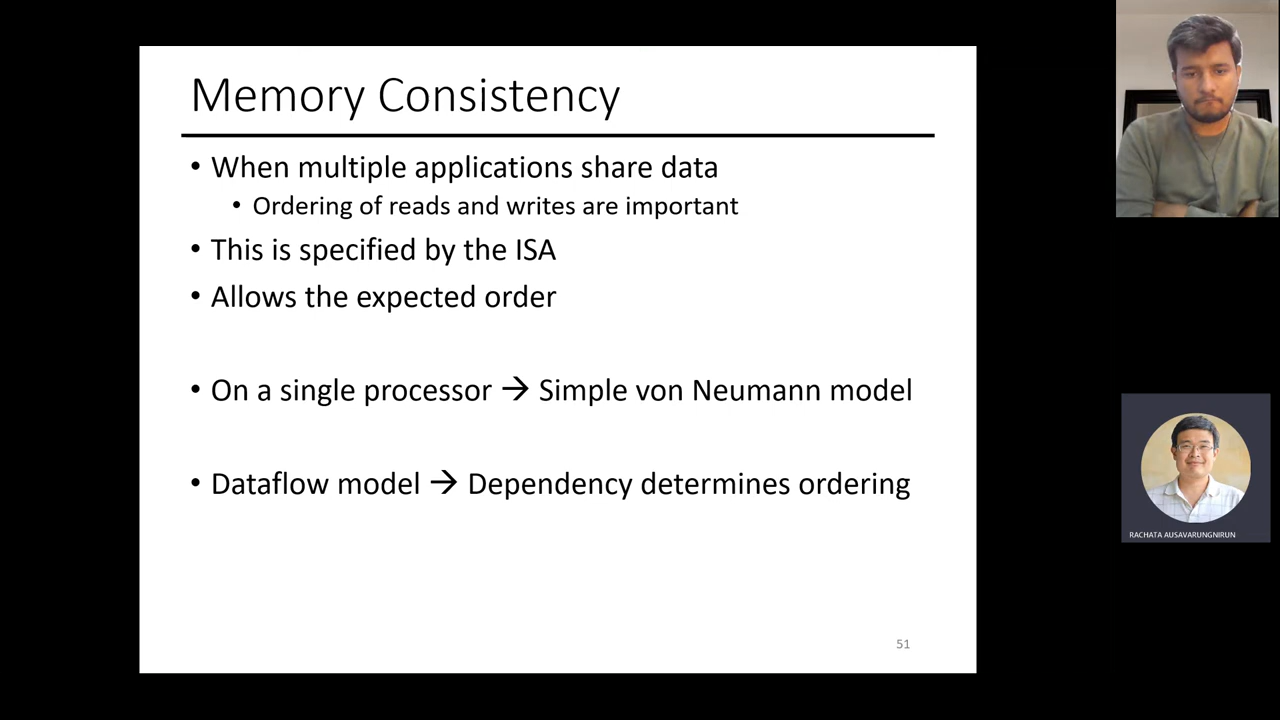 Memory Consistency
• When multiple applications share data
• Ordering of reads and writes are important
• This is specified by the ISA
• Allows the expected order
• On a single processor → Simple von Neumann model
• Dataflow model → Dependency determines ordering
51
RACHATA AUSAVARUNGNIRUN